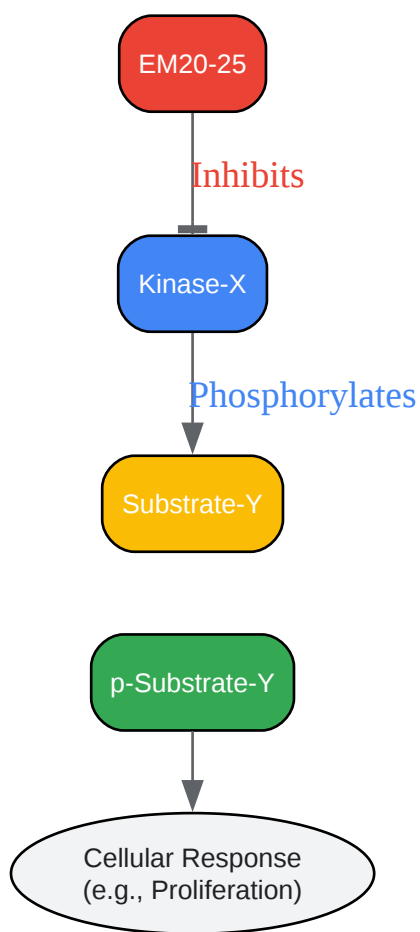 EM20-25
Inhibits
Kinase-X
Phosphorylates
Substrate-Y
p-Substrate-Y
Cellular Response
(e.g., Proliferation)